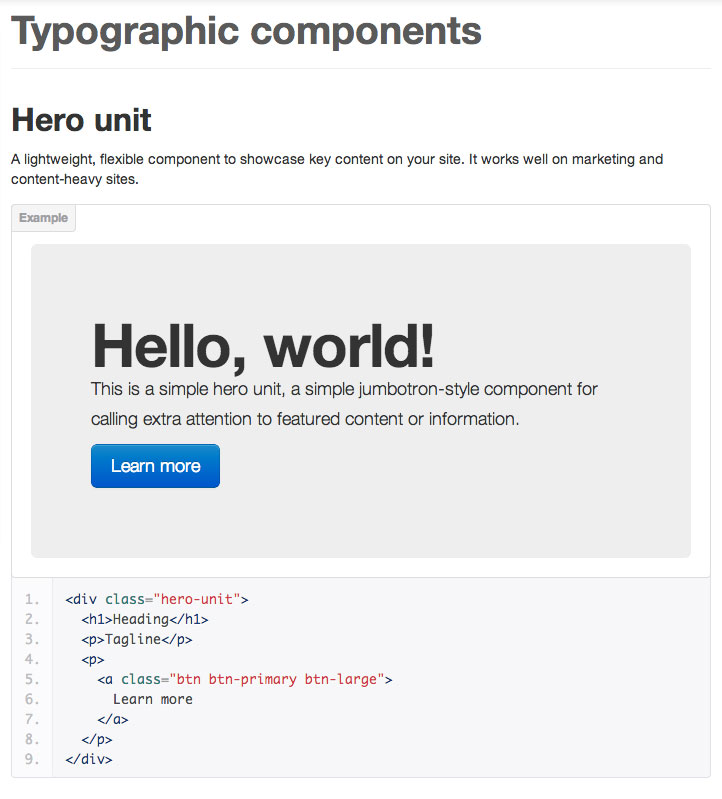 Typographic components
Hero unit
A lightweight, flexible component to showcase key content on your site. It works well on marketing and
content-heavy sites.
Example
Hello, world!
This is a simple hero unit, a simple jumbotron-style component for
calling extra attention to featured content or information.
Learn more
1. <div class="hero-unit">
2.   <h1>Heading</h1>
3.   <p>Tagline</p>
4.   <p>
5.     <a class="btn btn-primary btn-large">
6.       Learn more
7.     </a>
8.   </p>
9. </div>